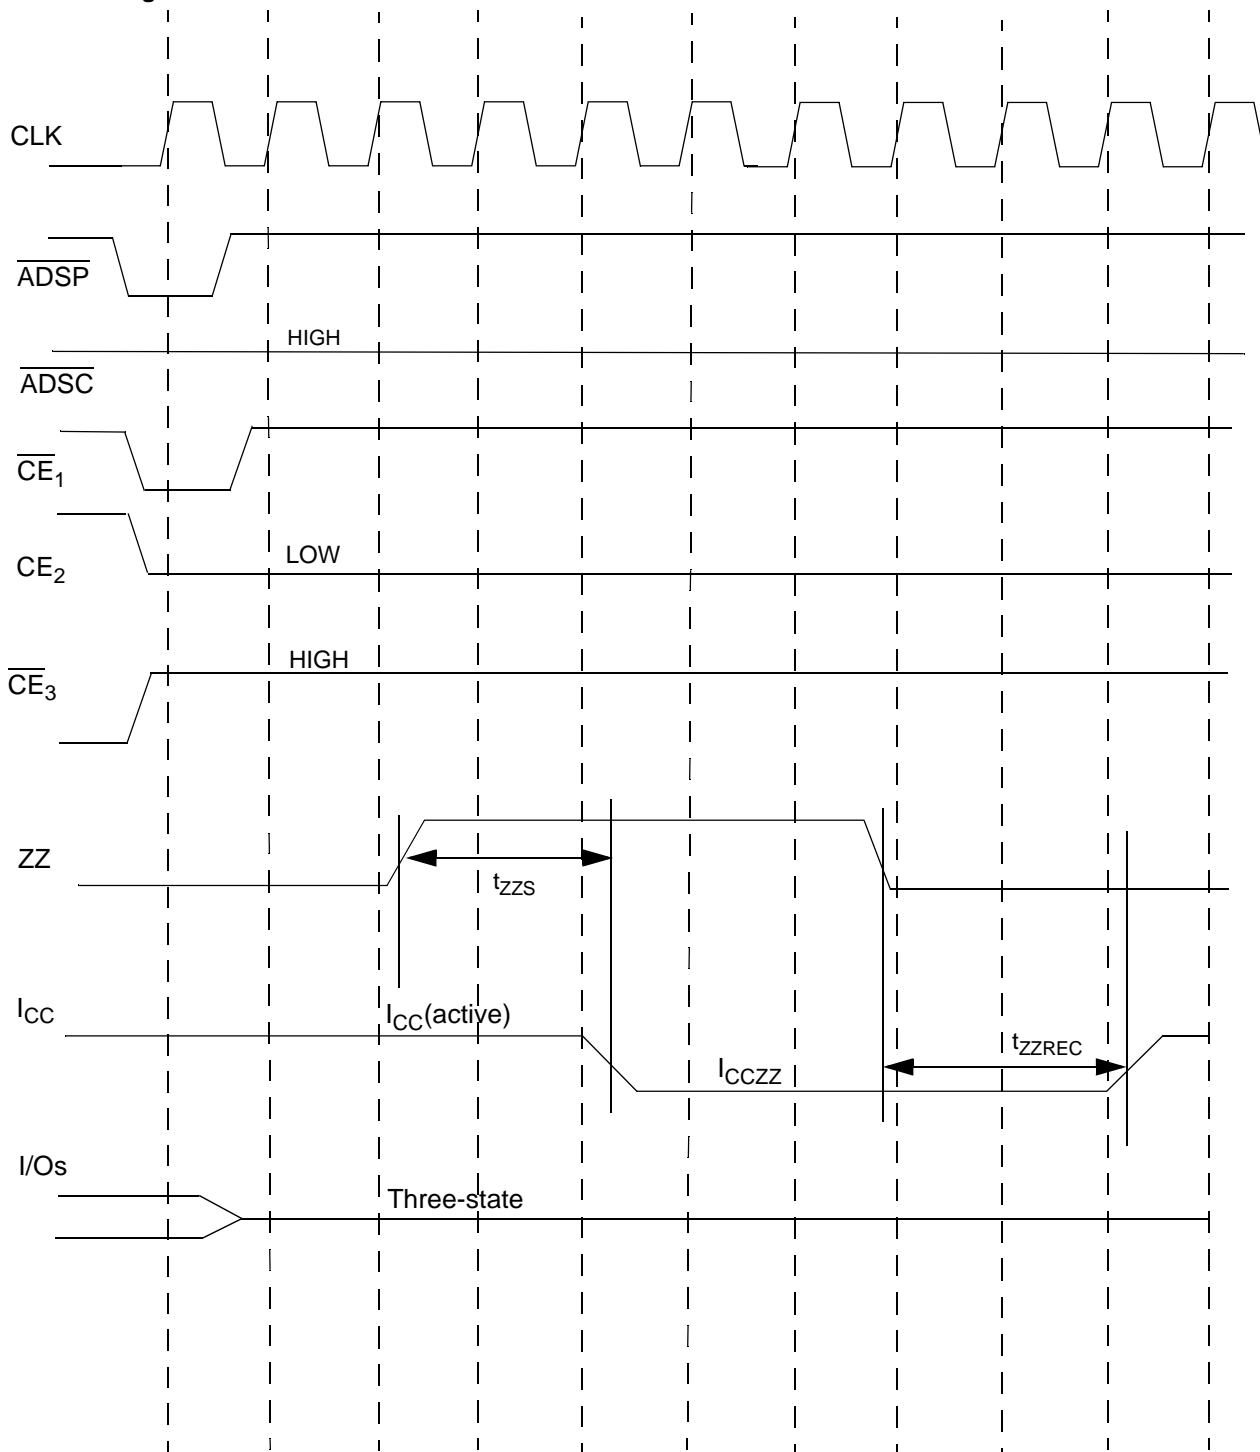 CLK
ADSP
HIGH
ADSC
CE1
LOW
CE2
HIGH
CE3
ZZ
tZZS
ICC
ICC(active)
tZZREC
ICCZZ
I/Os
Three-state